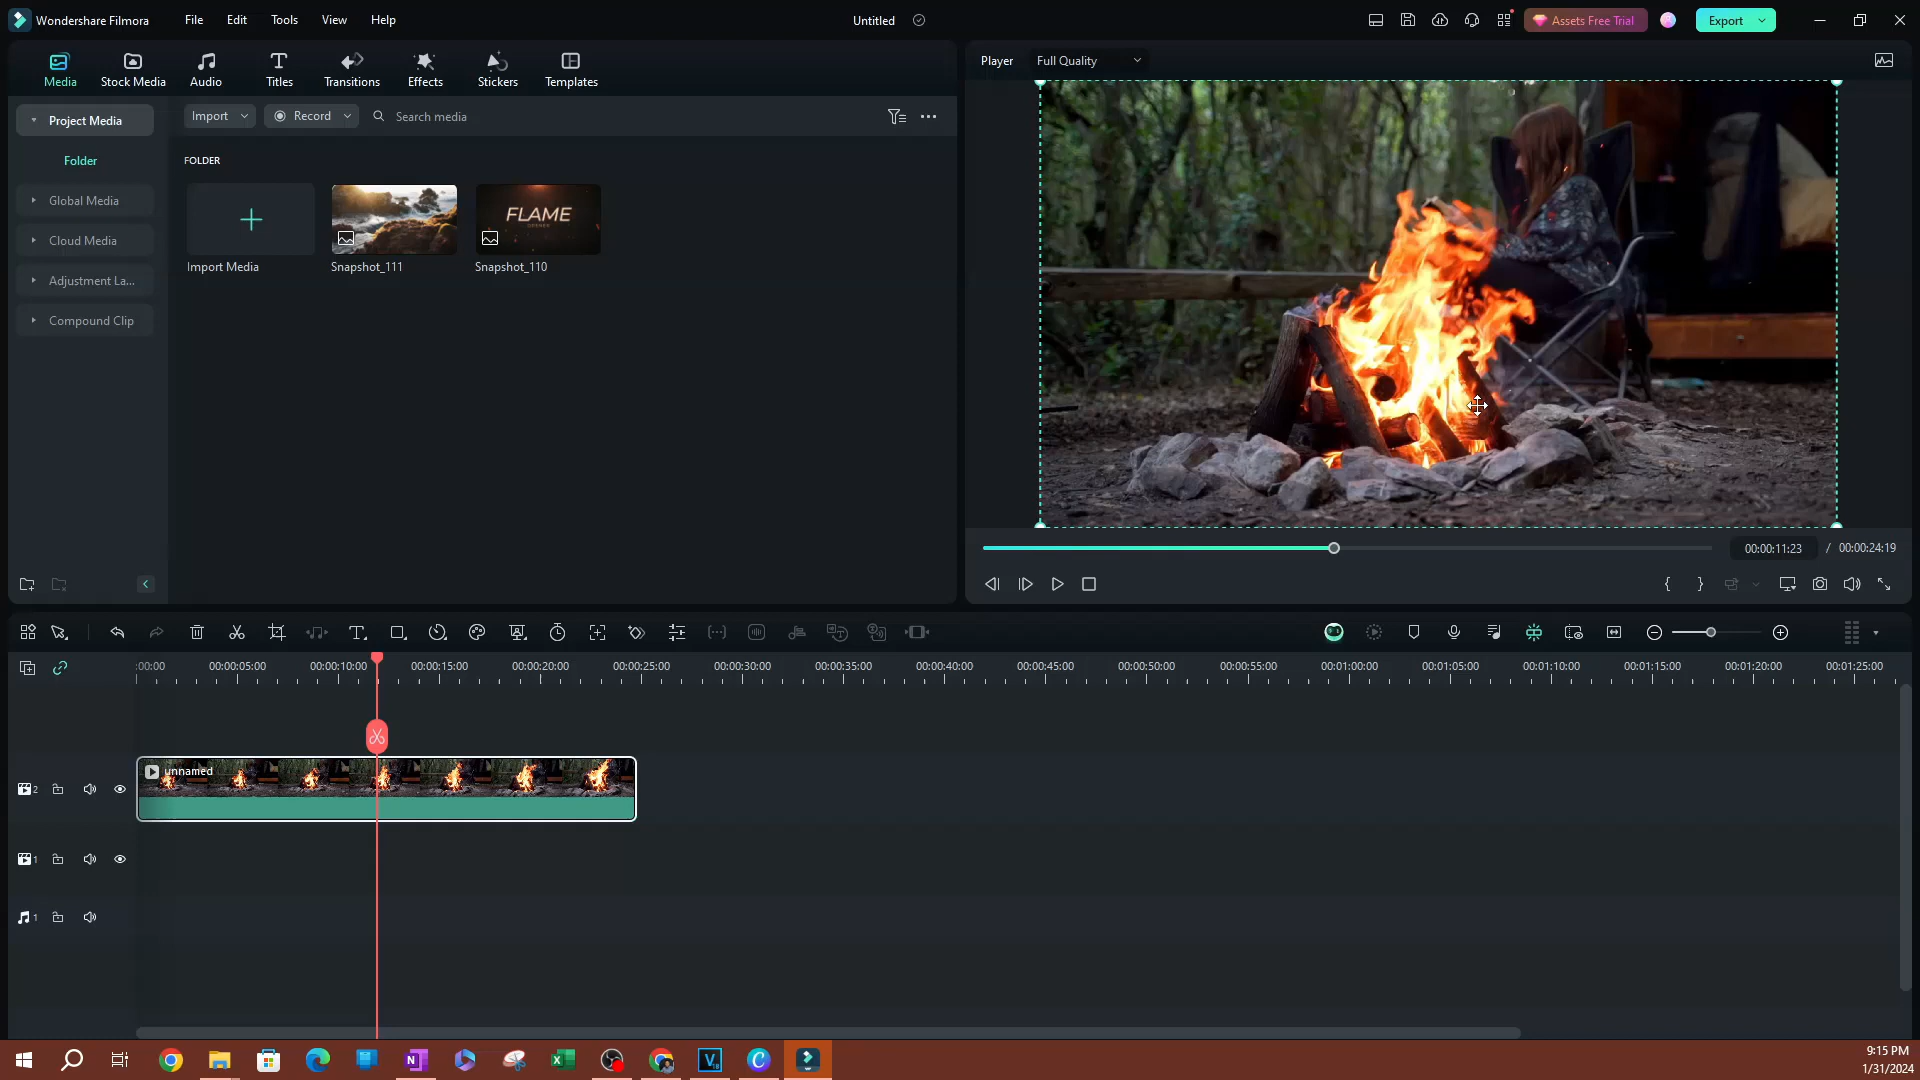 Wondershare Filmora
File
Edit
Tools
View
Help
Untitled
Assets Free Trial
Export
Media
Stock Media
Audio
Titles
Transitions
Effects
Stickers
Templates
Player
Full Quality
Project Media
Folder
Global Media
Cloud Media
Adjustment La...
Compound Clip
Import
Record
Search media
FOLDER
FLAME
OPENER
Import Media
Snapshot_111
Snapshot_110
00:00:11:23 / 00:00:24:19
:00:00
00:00:05:00
00:00:10:00
00:00:15:00
00:00:20:00
00:00:25:00
00:00:30:00
00:00:35:00
00:00:40:00
00:00:45:00
00:00:50:00
00:00:55:00
00:01:00:00
00:01:05:00
00:01:10:00
00:01:15:00
00:01:20:00
00:01:25:00
unnamed
2
1
1
9:15 PM
1/31/2024